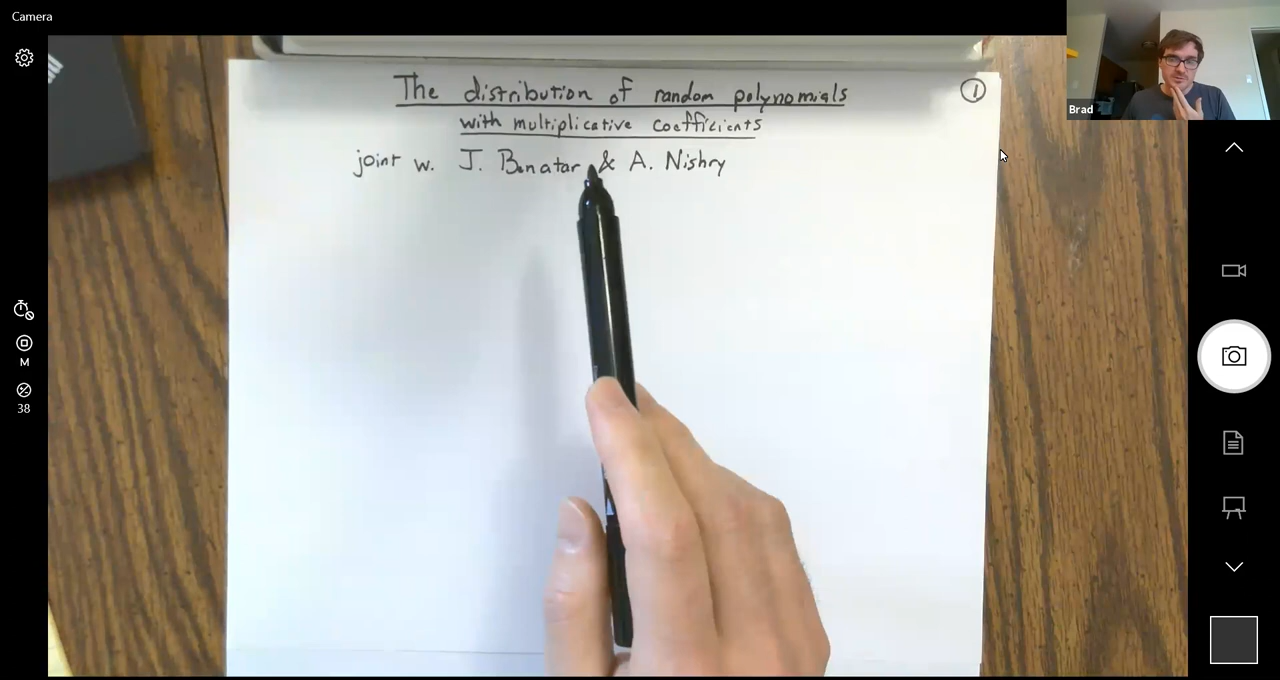 Camera
The distribution of random polynomials
1
with multiplicative coefficients
Brad
joint w. J. Benatar & A. Nishry
M
38